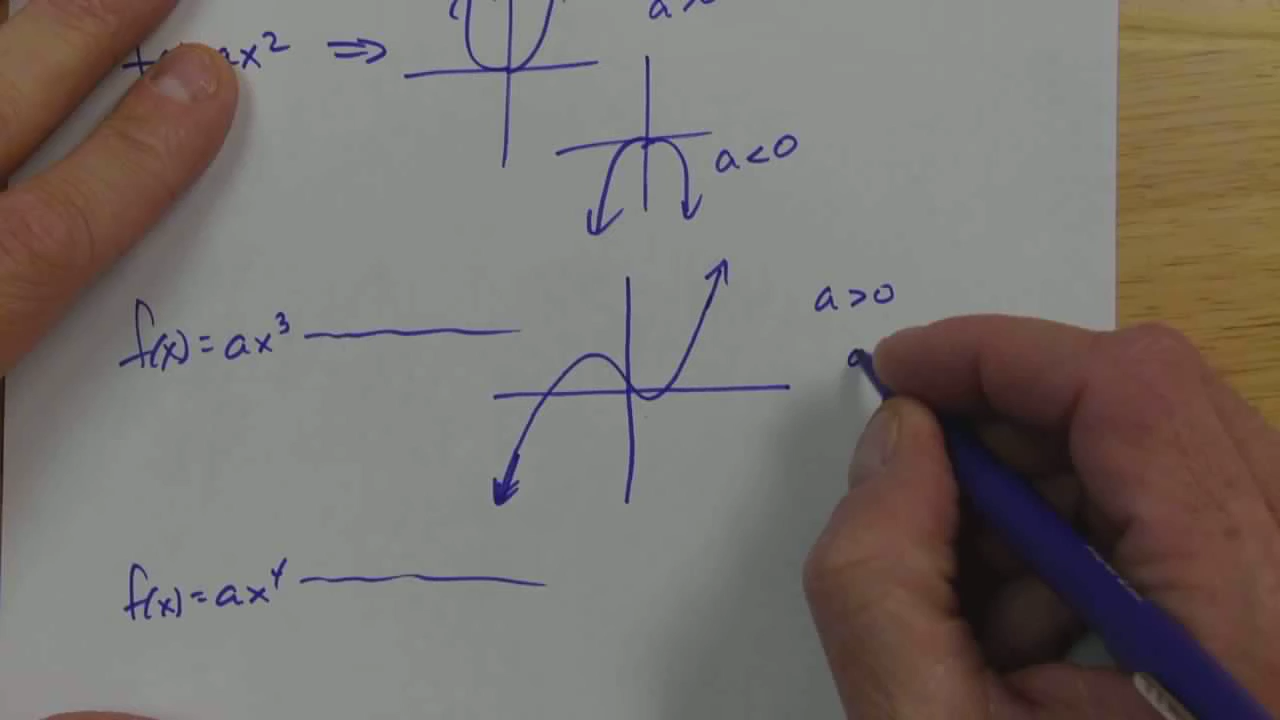 a>
ax² ⇒
a<0
a>0
f(x)=ax³
a
f(x)=ax⁴